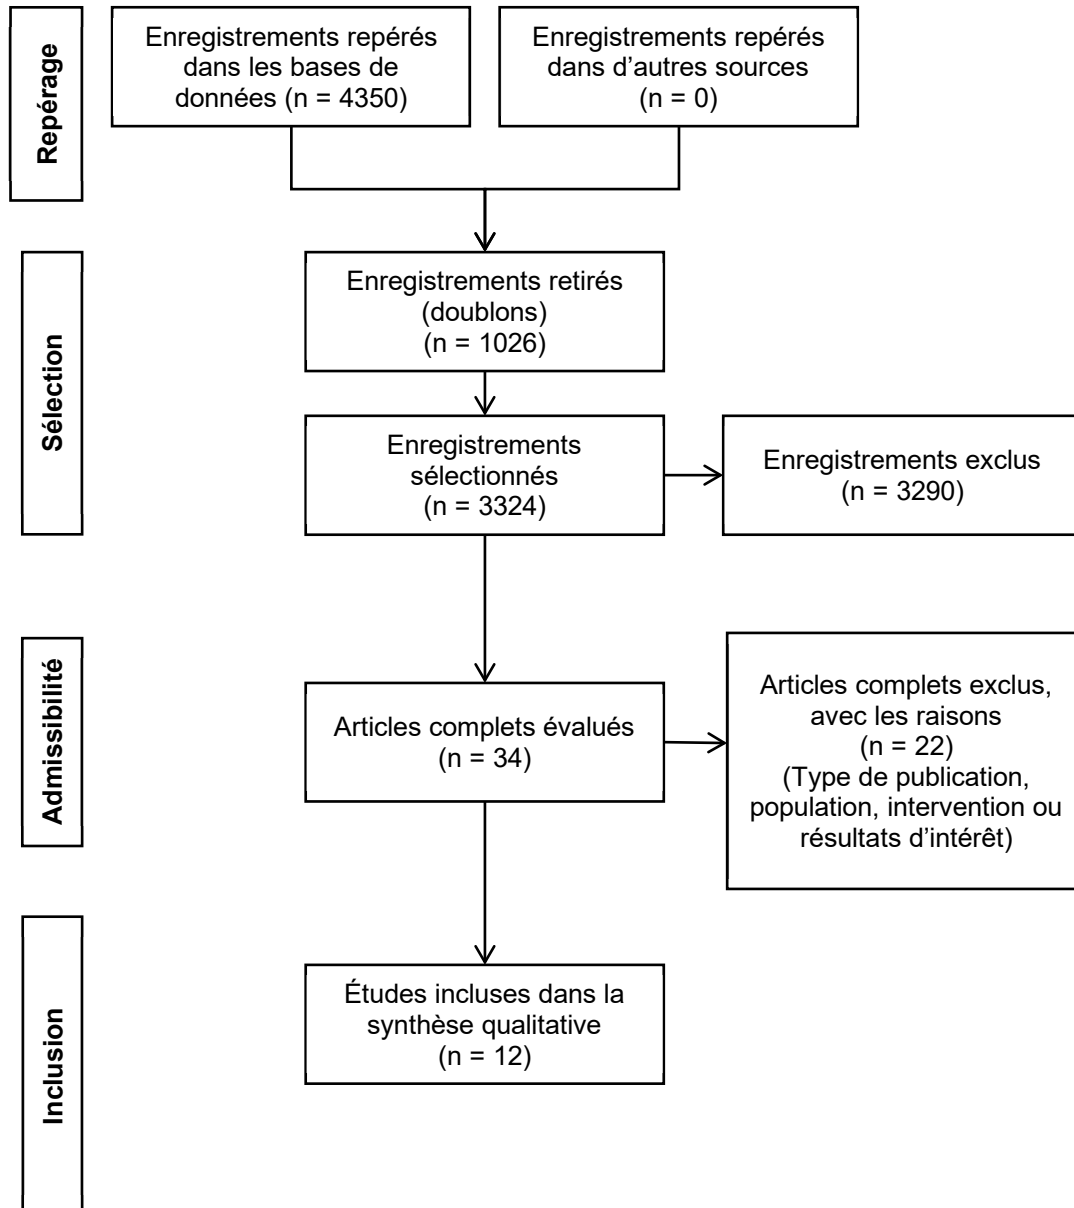 Repérage
Enregistrements repérés
dans les bases de
données (n = 4350)
Enregistrements repérés
dans d’autres sources
(n = 0)
Sélection
Enregistrements retirés
(doublons)
(n = 1026)
Enregistrements
sélectionnés
(n = 3324)
Enregistrements exclus
(n = 3290)
Admissibilité
Articles complets évalués
(n = 34)
Articles complets exclus,
avec les raisons
(n = 22)
(Type de publication,
population, intervention ou
résultats d’intérêt)
Inclusion
Études incluses dans la
synthèse qualitative
(n = 12)